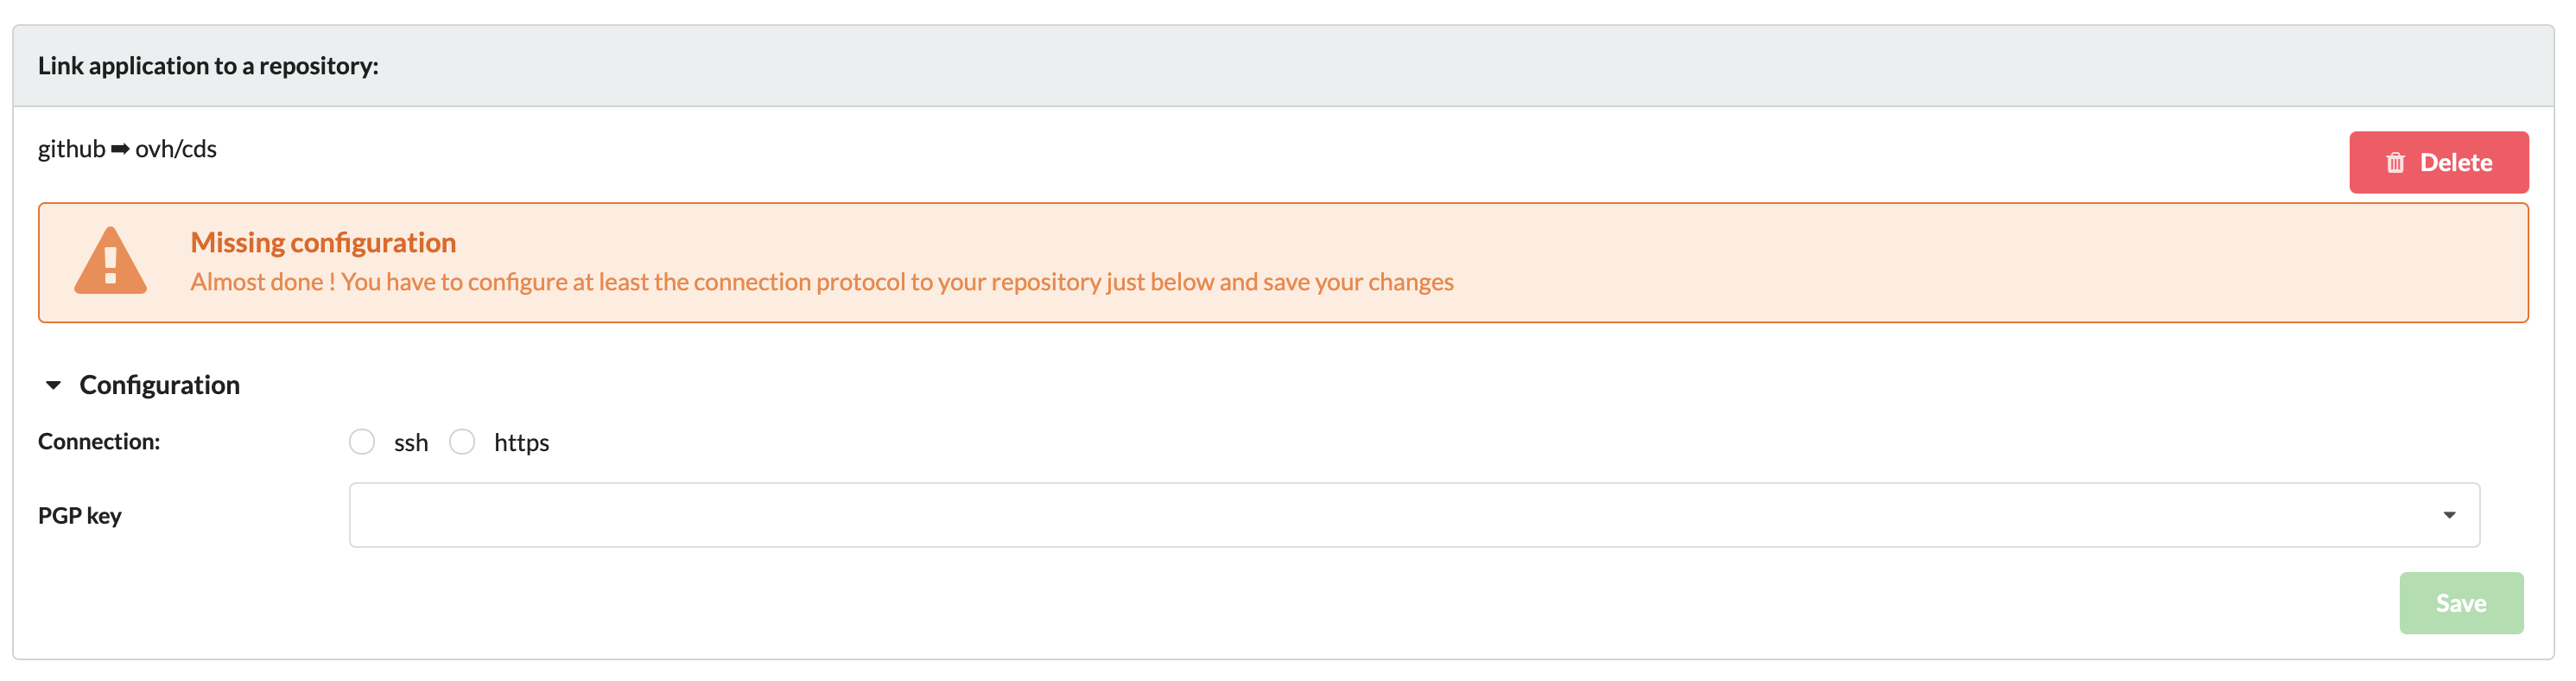 Link application to a repository:
github ➡ ovh/cds
Delete
Missing configuration
Almost done ! You have to configure at least the connection protocol to your repository just below and save your changes
Configuration
Connection: ssh https
PGP key
Save